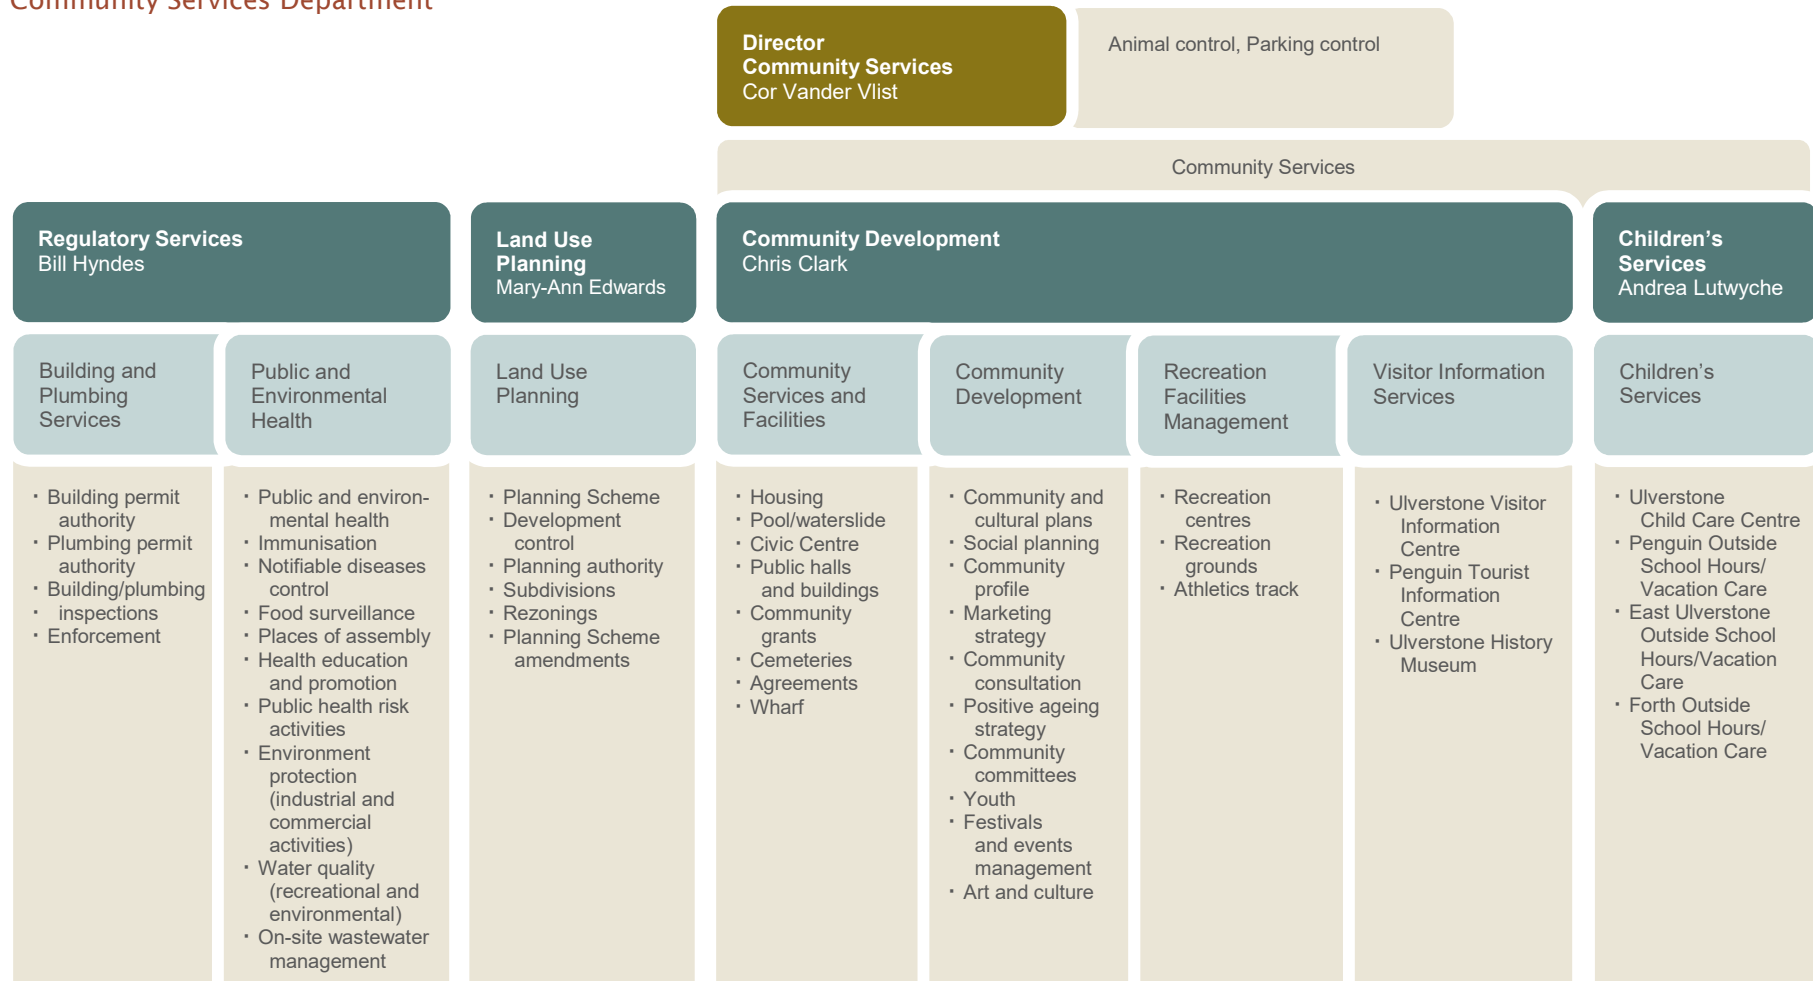 Community Services Department
Director
Community Services
Cor Vander Vlist
Animal control, Parking control
Community Services
Regulatory Services
Bill Hyndes
Land Use
Planning
Mary-Ann Edwards
Community Development
Chris Clark
Children’s
Services
Andrea Lutwyche
Building and
Plumbing
Services
Public and
Environmental
Health
Land Use
Planning
Community
Services and
Facilities
Community
Development
Recreation
Facilities
Management
Visitor Information
Services
Children’s
Services
· Building permit
authority
· Plumbing permit
authority
· Building/plumbing
· inspections
· Enforcement
· Public and environ-
mental health
· Immunisation
· Notifiable diseases
control
· Food surveillance
· Places of assembly
· Health education
and promotion
· Public health risk
activities
· Environment
protection
(industrial and
commercial
activities)
· Water quality
(recreational and
environmental)
· On-site wastewater
management
· Planning Scheme
· Development
control
· Planning authority
· Subdivisions
· Rezonings
· Planning Scheme
amendments
· Housing
· Pool/waterslide
· Civic Centre
· Public halls
and buildings
· Community
grants
· Cemeteries
· Agreements
· Wharf
· Community and
cultural plans
· Social planning
· Community
profile
· Marketing
strategy
· Community
consultation
· Positive ageing
strategy
· Community
committees
· Youth
· Festivals
and events
management
· Art and culture
· Recreation
centres
· Recreation
grounds
· Athletics track
· Ulverstone Visitor
Information
Centre
· Penguin Tourist
Information
Centre
· Ulverstone History
Museum
· Ulverstone
Child Care Centre
· Penguin Outside
School Hours/
Vacation Care
· East Ulverstone
Outside School
Hours/Vacation
Care
· Forth Outside
School Hours/
Vacation Care